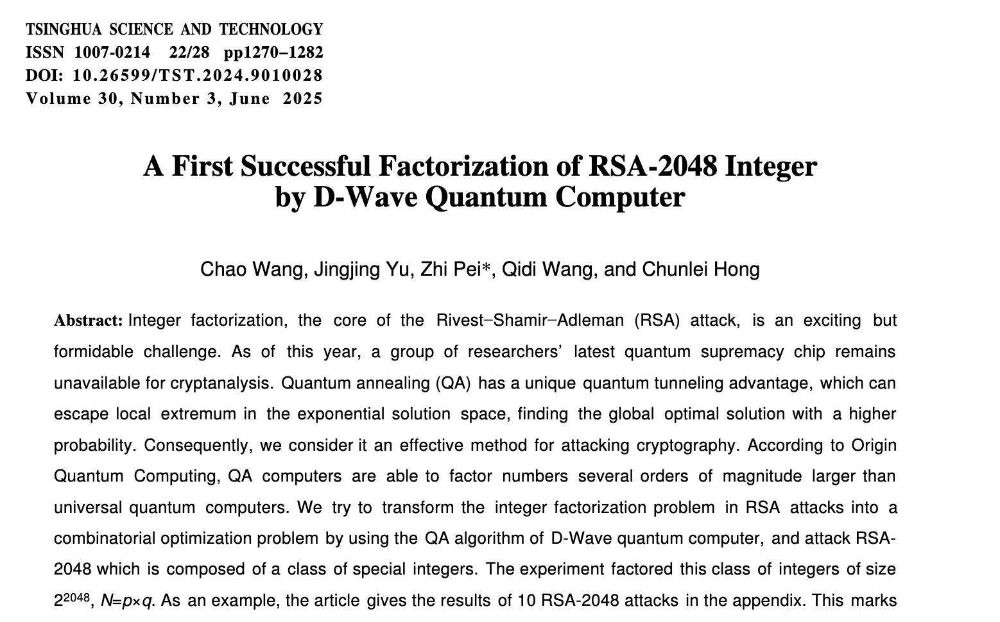 TSINGHUA SCIENCE AND TECHNOLOGY
ISSN 1007-0214 22/28 pp1270–1282
DOI: 10.26599/TST.2024.9010028
Volume 30, Number 3, June 2025
A First Successful Factorization of RSA-2048 Integer
by D-Wave Quantum Computer
Chao Wang, Jingjing Yu, Zhi Pei*, Qidi Wang, and Chunlei Hong
Abstract: Integer factorization, the core of the Rivest–Shamir–Adleman (RSA) attack, is an exciting but
formidable challenge. As of this year, a group of researchers’ latest quantum supremacy chip remains
unavailable for cryptanalysis. Quantum annealing (QA) has a unique quantum tunneling advantage, which can
escape local extremum in the exponential solution space, finding the global optimal solution with a higher
probability. Consequently, we consider it an effective method for attacking cryptography. According to Origin
Quantum Computing, QA computers are able to factor numbers several orders of magnitude larger than
universal quantum computers. We try to transform the integer factorization problem in RSA attacks into a
combinatorial optimization problem by using the QA algorithm of D-Wave quantum computer, and attack RSA-
2048 which is composed of a class of special integers. The experiment factored this class of integers of size
2²⁰⁴⁸, N=p×q. As an example, the article gives the results of 10 RSA-2048 attacks in the appendix. This marks